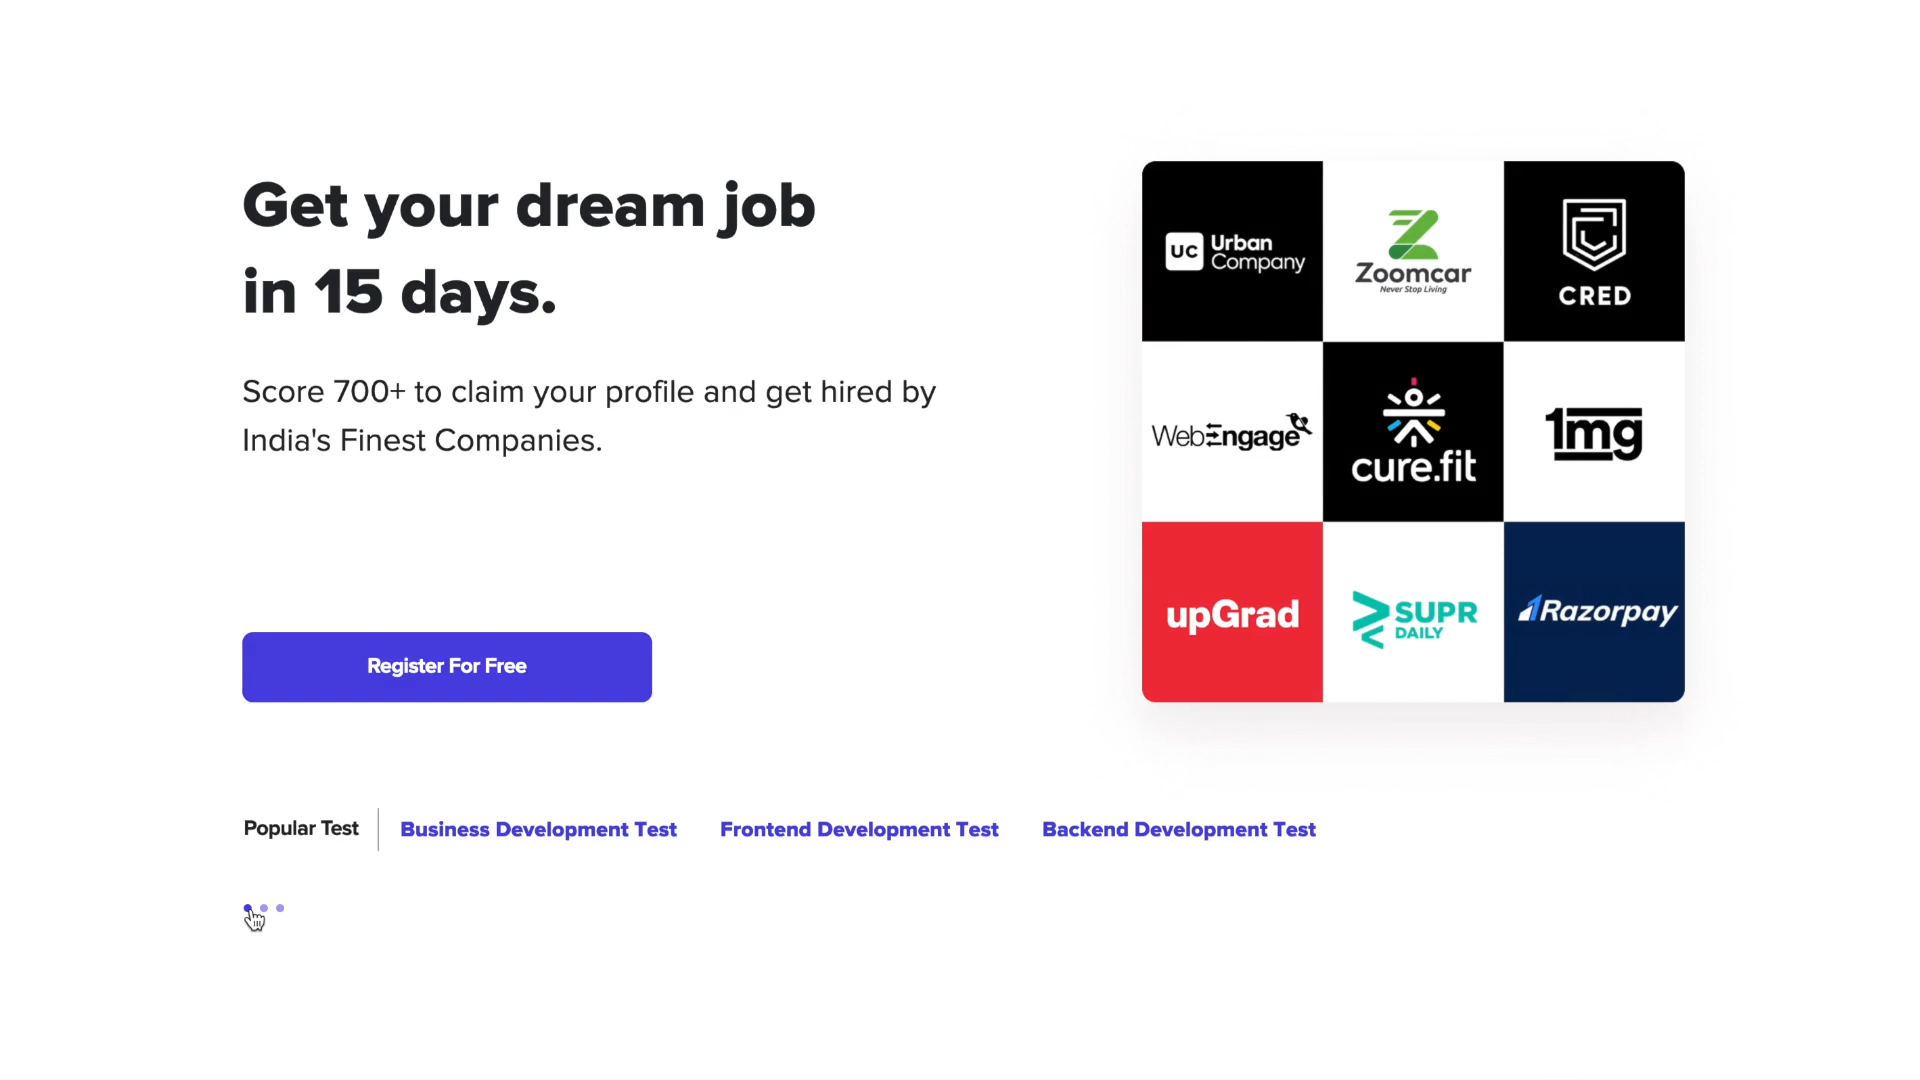 Get your dream job
in 15 days.
Score 700+ to claim your profile and get hired by
India's Finest Companies.
Register For Free
UC Urban
Company
Zoomcar
Never Stop Living
CRED
WebEngage
cure.fit
1mg
upGrad
SUPR
DAILY
Razorpay
Popular Test
Business Development Test
Frontend Development Test
Backend Development Test